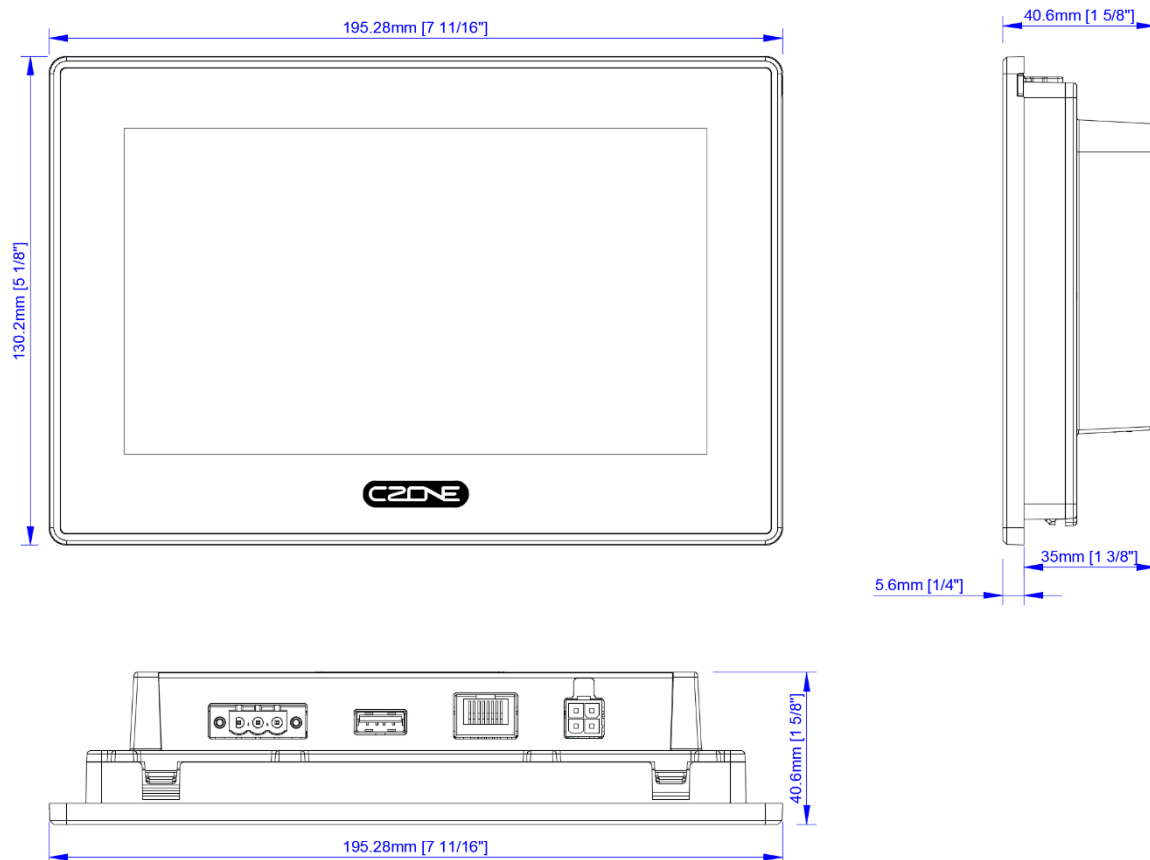 195.28mm [7 11/16"]
40.6mm [1 5/8"]
130.2mm [5 1/8"]
CZONE
35mm [1 3/8"]
5.6mm [1/4"]
40.6mm [1 5/8"]
195.28mm [7 11/16"]